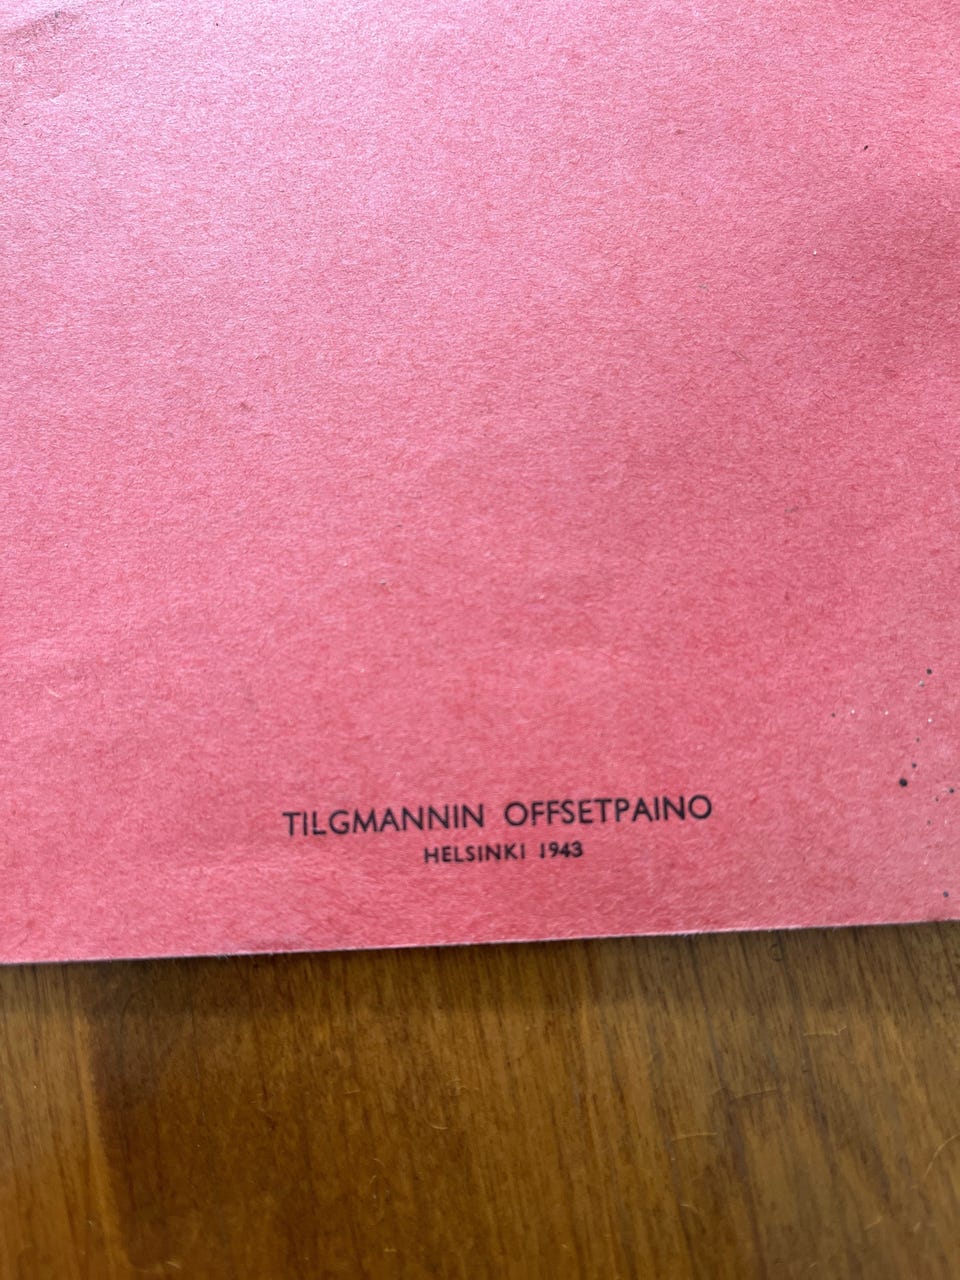 TILGMANNIN OFFSETPAINO
HELSINKI 1943